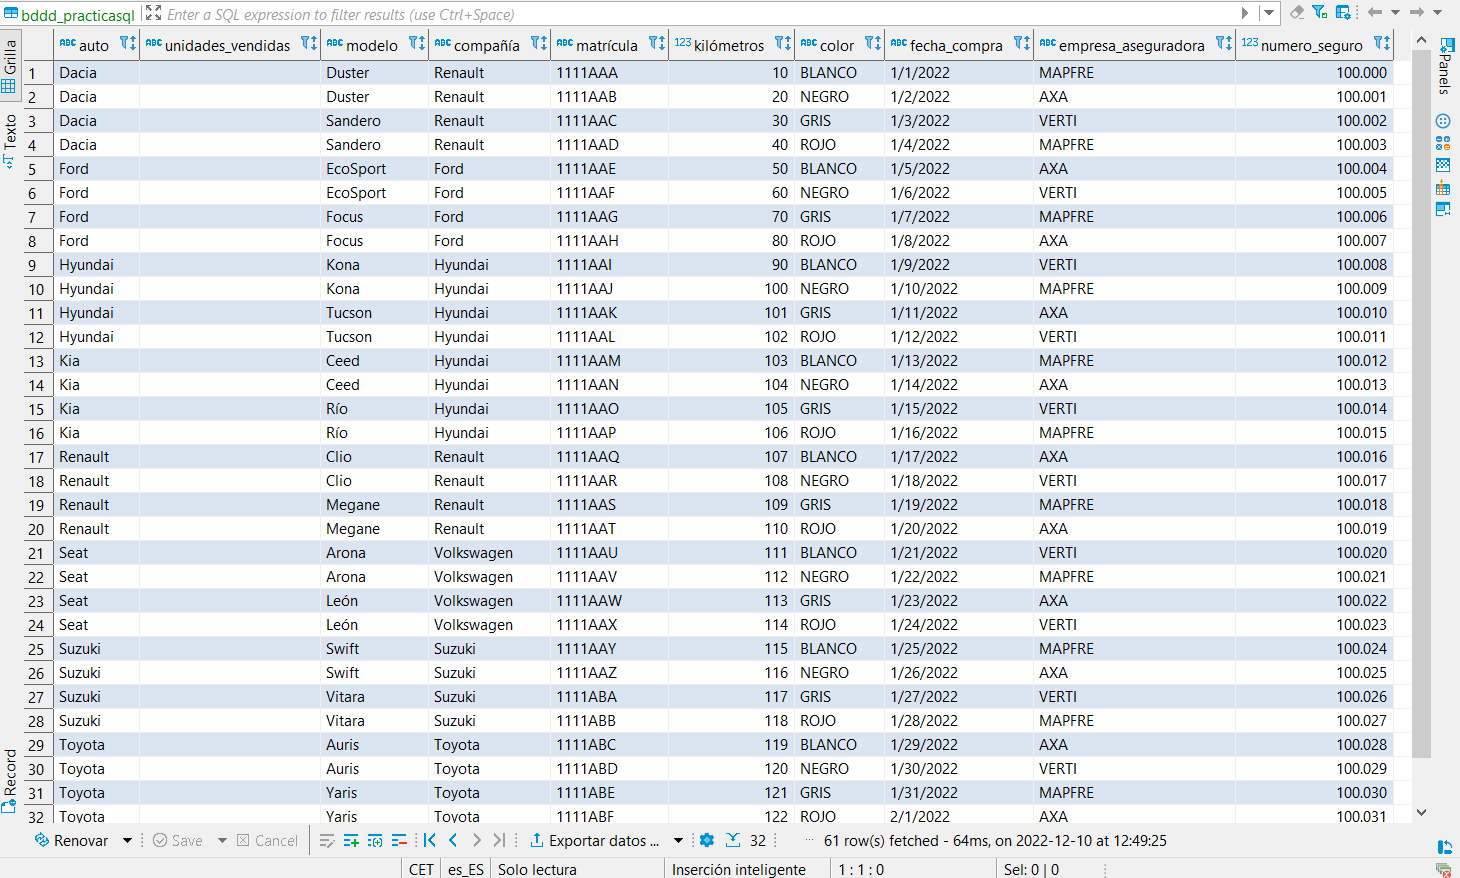 bddd_practicasql Enter a SQL expression to filter results (use Ctrl+Space)
Grilla
Texto
Record
Panels
ABC auto ABC unidades_vendidas ABC modelo ABC compañía ABC matrícula 123 kilómetros ABC color ABC fecha_compra ABC empresa_aseguradora 123 numero_seguro
1 Dacia Duster Renault 1111AAA 10 BLANCO 1/1/2022 MAPFRE 100.000
2 Dacia Duster Renault 1111AAB 20 NEGRO 1/2/2022 AXA 100.001
3 Dacia Sandero Renault 1111AAC 30 GRIS 1/3/2022 VERTI 100.002
4 Dacia Sandero Renault 1111AAD 40 ROJO 1/4/2022 MAPFRE 100.003
5 Ford EcoSport Ford 1111AAE 50 BLANCO 1/5/2022 AXA 100.004
6 Ford EcoSport Ford 1111AAF 60 NEGRO 1/6/2022 VERTI 100.005
7 Ford Focus Ford 1111AAG 70 GRIS 1/7/2022 MAPFRE 100.006
8 Ford Focus Ford 1111AAH 80 ROJO 1/8/2022 AXA 100.007
9 Hyundai Kona Hyundai 1111AAI 90 BLANCO 1/9/2022 VERTI 100.008
10 Hyundai Kona Hyundai 1111AAJ 100 NEGRO 1/10/2022 MAPFRE 100.009
11 Hyundai Tucson Hyundai 1111AAK 101 GRIS 1/11/2022 AXA 100.010
12 Hyundai Tucson Hyundai 1111AAL 102 ROJO 1/12/2022 VERTI 100.011
13 Kia Ceed Hyundai 1111AAM 103 BLANCO 1/13/2022 MAPFRE 100.012
14 Kia Ceed Hyundai 1111AAN 104 NEGRO 1/14/2022 AXA 100.013
15 Kia Río Hyundai 1111AAO 105 GRIS 1/15/2022 VERTI 100.014
16 Kia Río Hyundai 1111AAP 106 ROJO 1/16/2022 MAPFRE 100.015
17 Renault Clio Renault 1111AAQ 107 BLANCO 1/17/2022 AXA 100.016
18 Renault Clio Renault 1111AAR 108 NEGRO 1/18/2022 VERTI 100.017
19 Renault Megane Renault 1111AAS 109 GRIS 1/19/2022 MAPFRE 100.018
20 Renault Megane Renault 1111AAT 110 ROJO 1/20/2022 AXA 100.019
21 Seat Arona Volkswagen 1111AAU 111 BLANCO 1/21/2022 VERTI 100.020
22 Seat Arona Volkswagen 1111AAV 112 NEGRO 1/22/2022 MAPFRE 100.021
23 Seat León Volkswagen 1111AAW 113 GRIS 1/23/2022 AXA 100.022
24 Seat León Volkswagen 1111AAX 114 ROJO 1/24/2022 VERTI 100.023
25 Suzuki Swift Suzuki 1111AAY 115 BLANCO 1/25/2022 MAPFRE 100.024
26 Suzuki Swift Suzuki 1111AAZ 116 NEGRO 1/26/2022 AXA 100.025
27 Suzuki Vitara Suzuki 1111ABA 117 GRIS 1/27/2022 VERTI 100.026
28 Suzuki Vitara Suzuki 1111ABB 118 ROJO 1/28/2022 MAPFRE 100.027
29 Toyota Auris Toyota 1111ABC 119 BLANCO 1/29/2022 AXA 100.028
30 Toyota Auris Toyota 1111ABD 120 NEGRO 1/30/2022 VERTI 100.029
31 Toyota Yaris Toyota 1111ABE 121 GRIS 1/31/2022 MAPFRE 100.030
32 Toyota Yaris Toyota 1111ABF 122 ROJO 2/1/2022 AXA 100.031
Renovar Save Cancel Exportar datos ... 32 ... 61 row(s) fetched - 64ms, on 2022-12-10 at 12:49:25
CET es_ES Solo lectura Inserción inteligente 1 : 1 : 0 Sel: 0 | 0